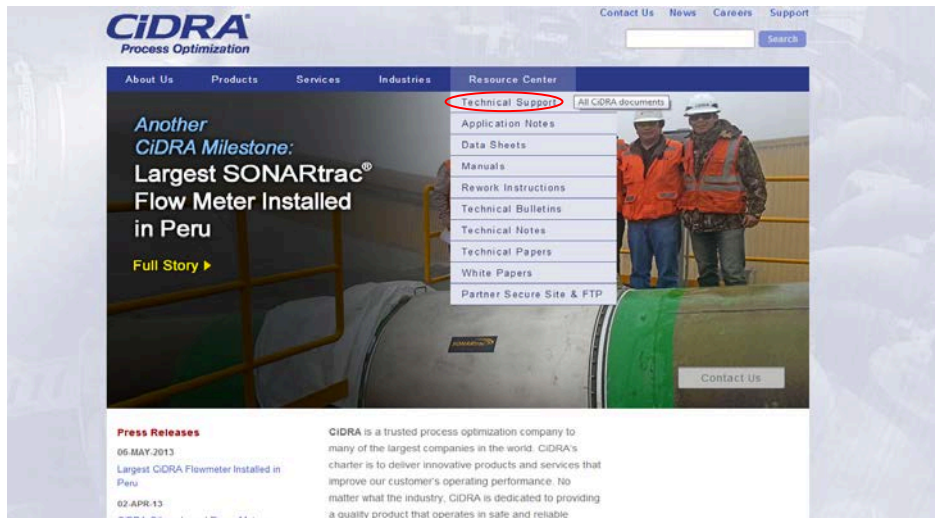 Contact Us News Careers Support
CiDRA®
Process Optimization
Search
About Us Products Services Industries Resource Center
Technical Support
All CiDRA documents
Application Notes
Data Sheets
Manuals
Rework Instructions
Technical Bulletins
Technical Notes
Technical Papers
White Papers
Partner Secure Site & FTP
Another
CiDRA Milestone:
Largest SONARtrac®
Flow Meter Installed
in Peru
Full Story
SONARtrac
Contact Us
Press Releases
06-MAY-2013
Largest CiDRA Flowmeter Installed in
Peru
02-APR-13
CiDRA is a trusted process optimization company to
many of the largest companies in the world. CiDRA's
charter is to deliver innovative products and services that
improve our customer's operating performance. No
matter what the industry, CiDRA is dedicated to providing
a quality product that operates in safe and reliable